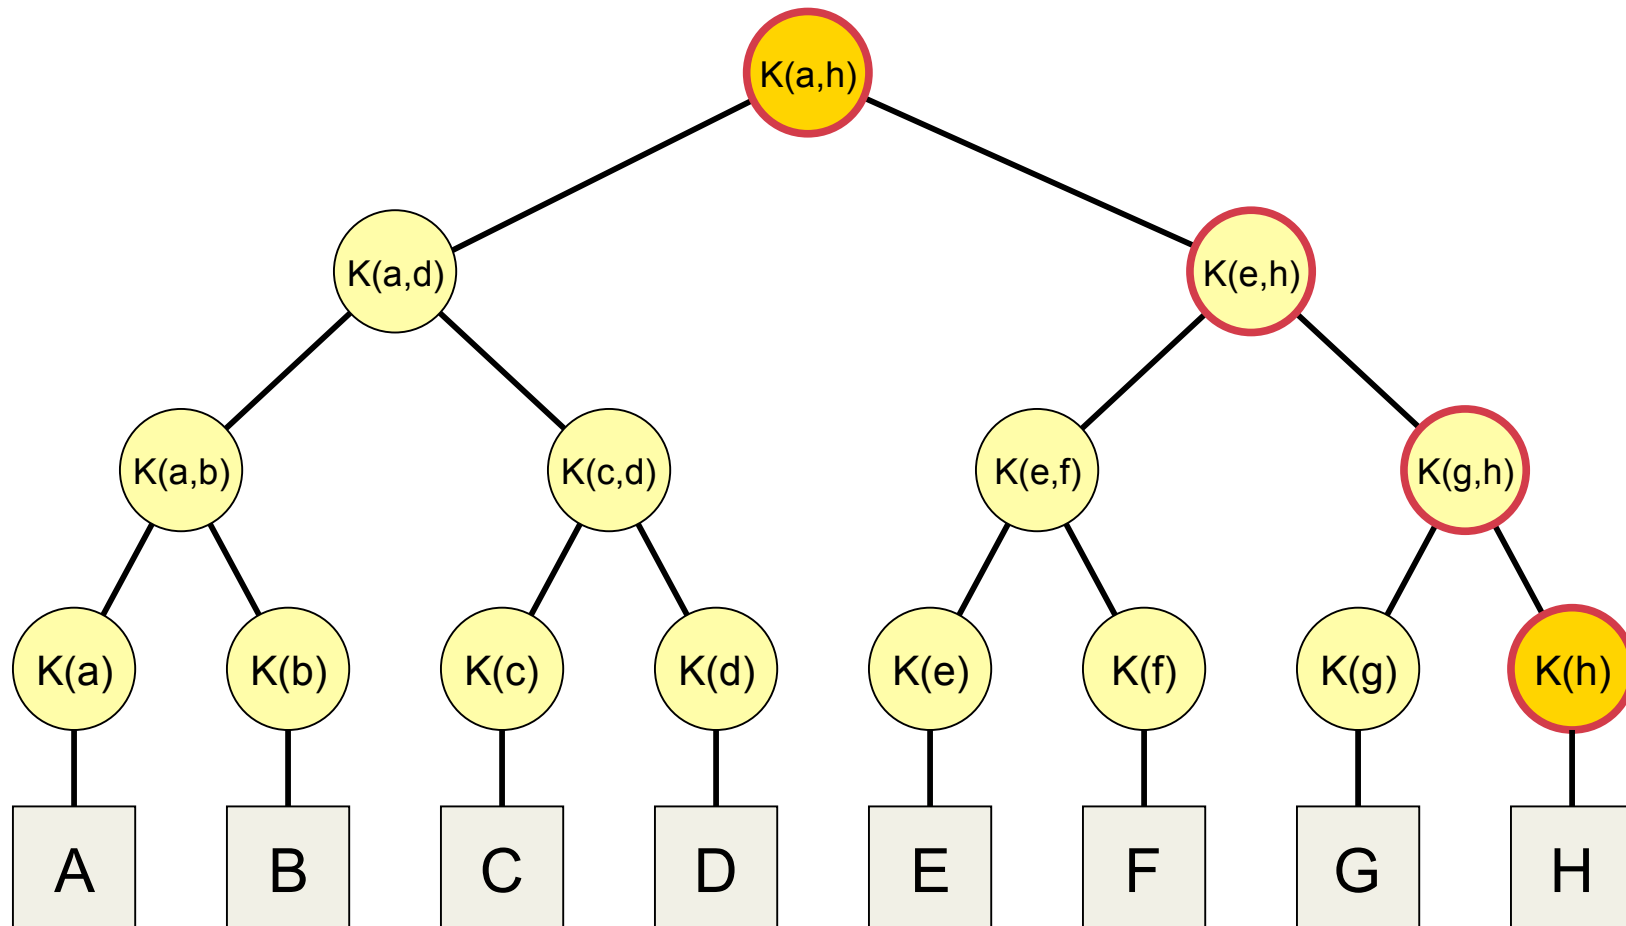 K(a,h)
K(a,d)
K(e,h)
K(a,b)
K(c,d)
K(e,f)
K(g,h)
K(a)
K(b)
K(c)
K(d)
K(e)
K(f)
K(g)
K(h)
A
B
C
D
E
F
G
H